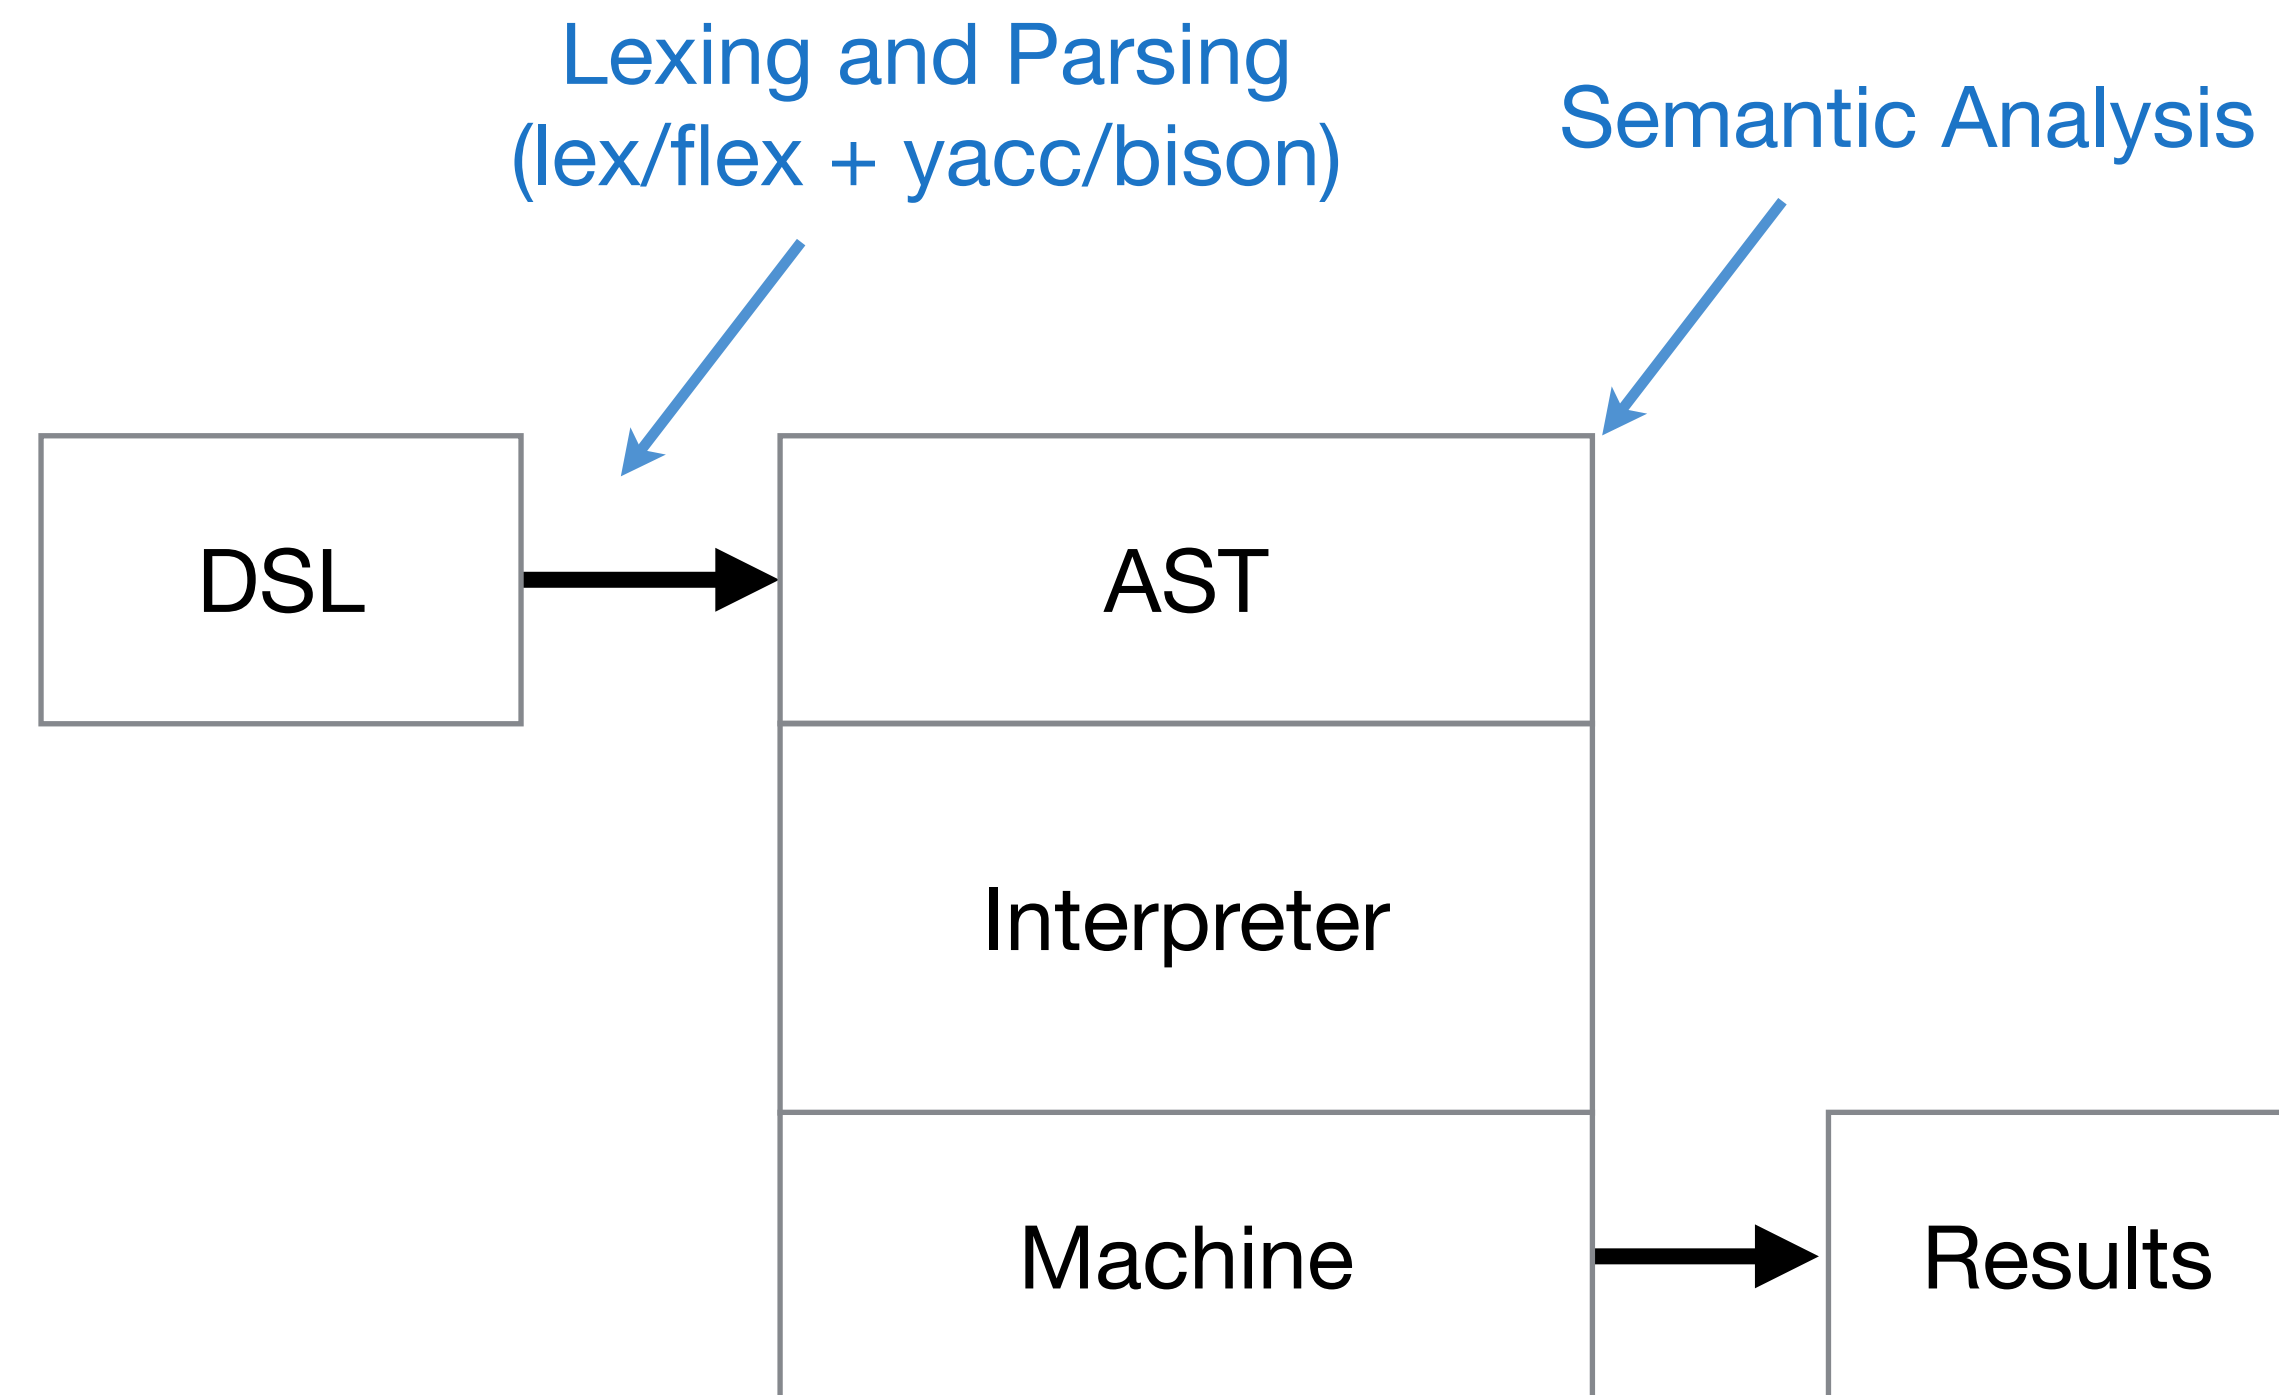 Lexing and Parsing
(lex/flex + yacc/bison)
Semantic Analysis
DSL
AST
Interpreter
Machine
Results